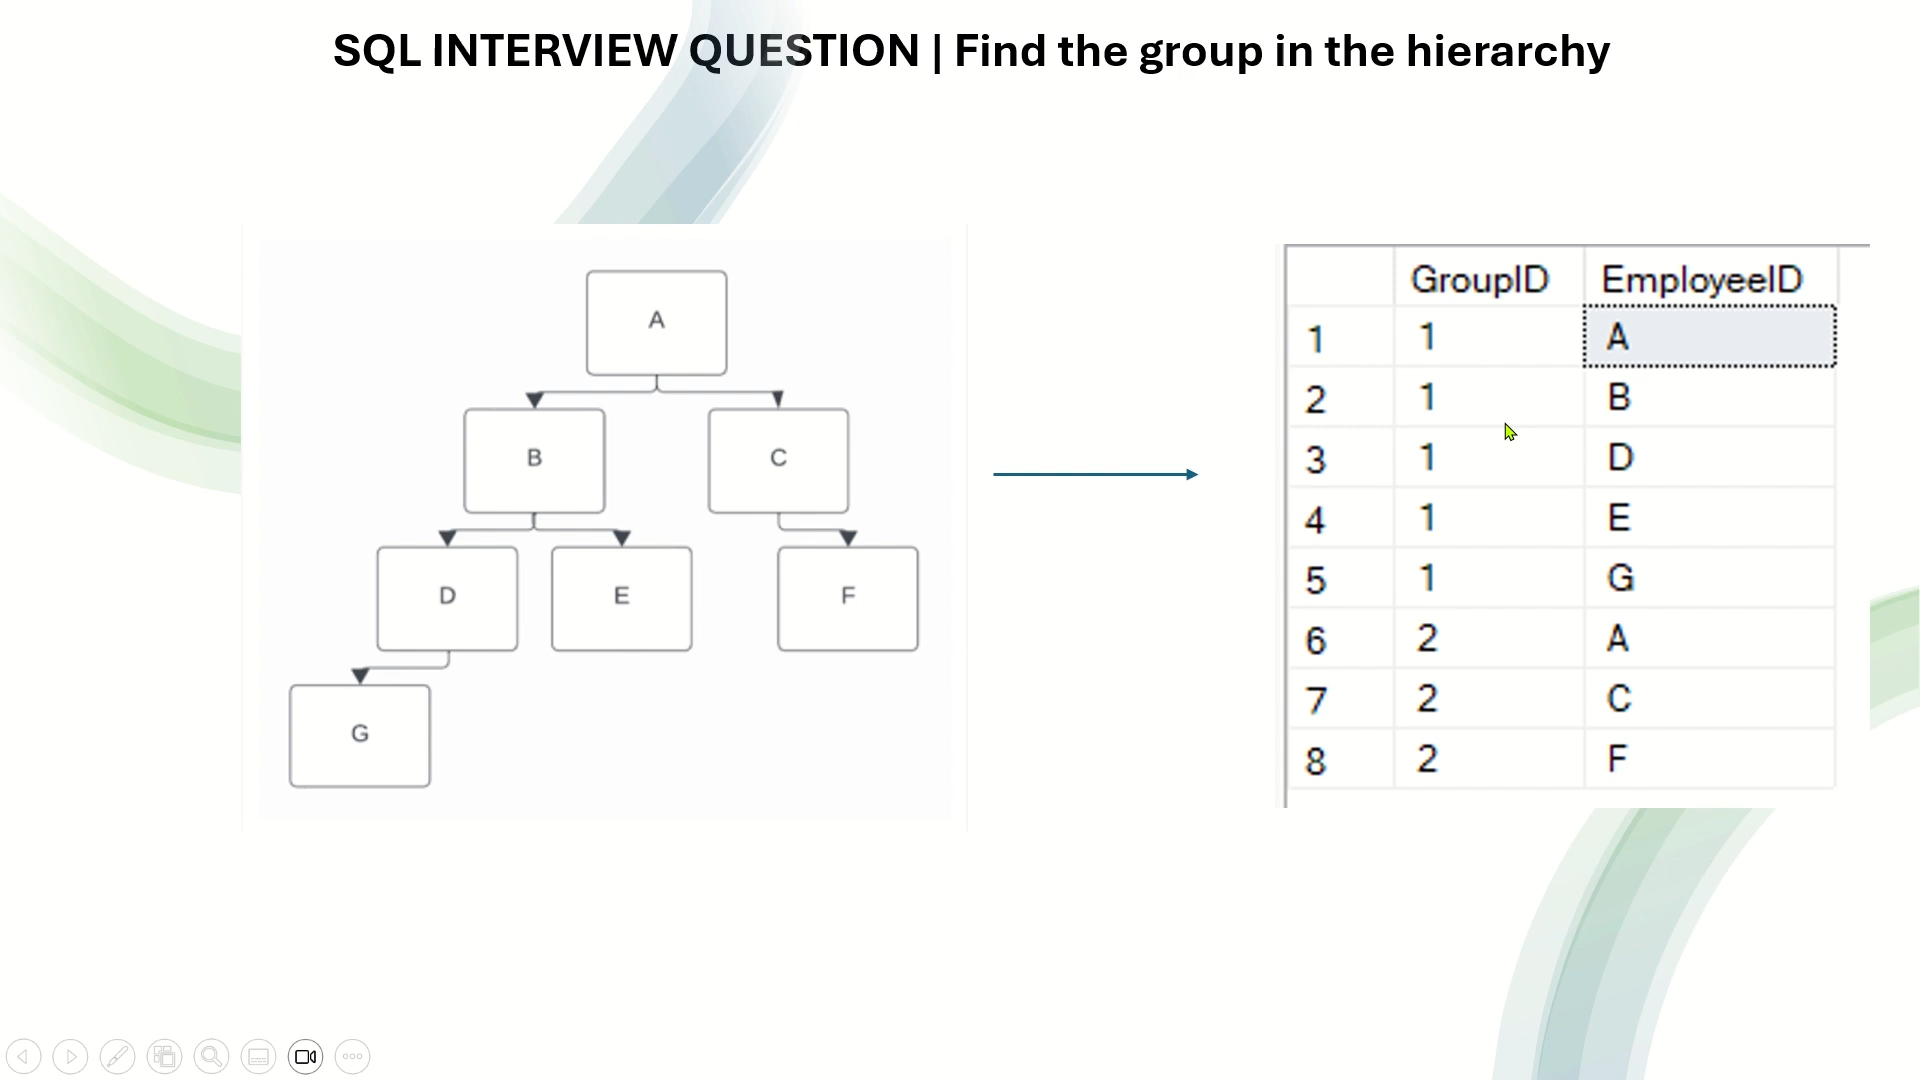 SQL INTERVIEW QUESTION | Find the group in the hierarchy
A
B C
D E F
G
GroupID EmployeeID
1 1 A
2 1 B
3 1 D
4 1 E
5 1 G
6 2 A
7 2 C
8 2 F